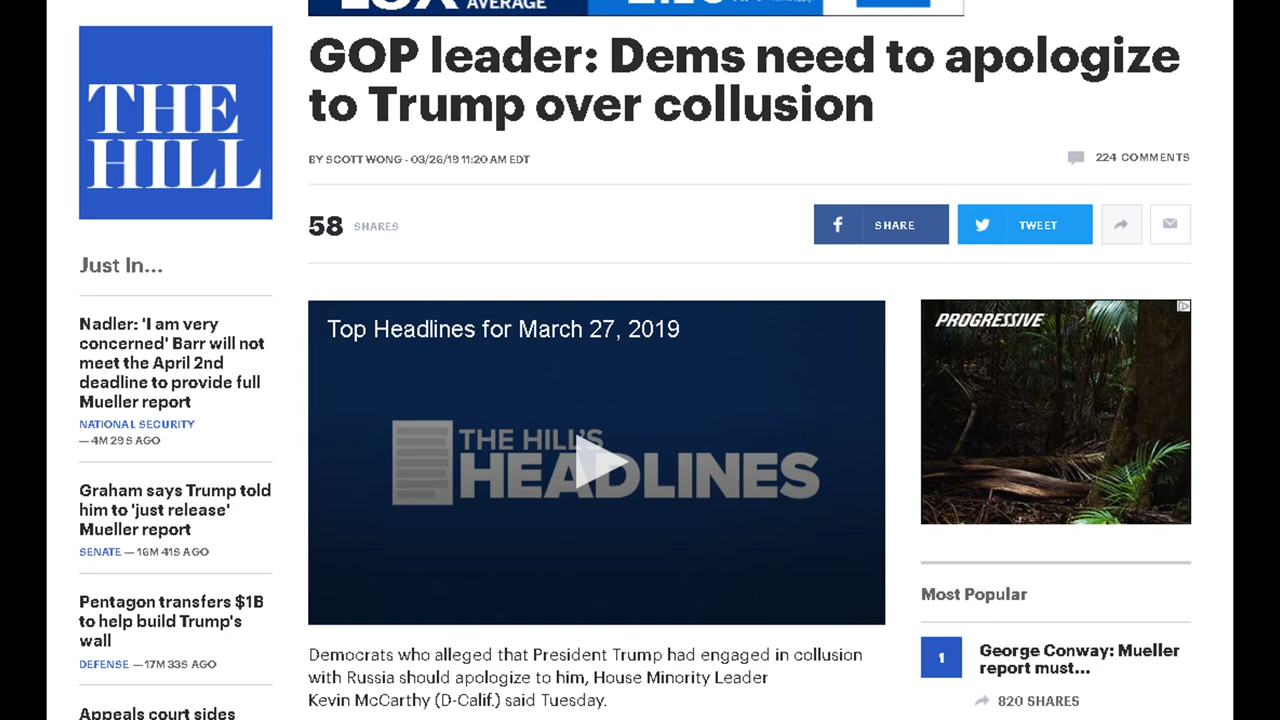 AVERAGE
THE
HILL
GOP leader: Dems need to apologize
to Trump over collusion
BY SCOTT WONG - 03/26/19 11:20 AM EDT
224 COMMENTS
58 SHARES
SHARE
TWEET
Just In...
Nadler: 'I am very
concerned' Barr will not
meet the April 2nd
deadline to provide full
Mueller report
NATIONAL SECURITY
— 4M 29S AGO
Graham says Trump told
him to 'just release'
Mueller report
SENATE — 16M 41S AGO
Pentagon transfers $1B
to help build Trump's
wall
DEFENSE — 17M 33S AGO
Appeals court sides
Top Headlines for March 27, 2019
THE HILL'S
HEADLINES
Democrats who alleged that President Trump had engaged in collusion
with Russia should apologize to him, House Minority Leader
Kevin McCarthy (D-Calif.) said Tuesday.
PROGRESSIVE
Most Popular
1
George Conway: Mueller
report must...
820 SHARES